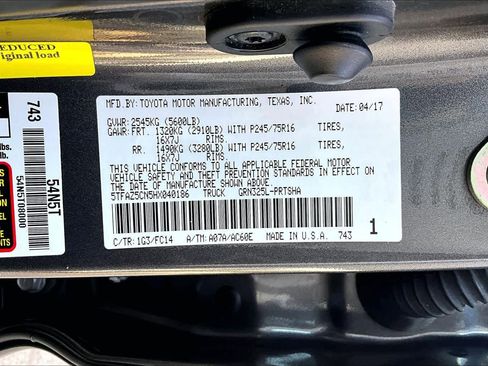 REDUCED
original load
743
54N5T
54N5T08000
lbs.
lb.
MFD.BY: TOYOTA MOTOR MANUFACTURING, TEXAS, INC.
DATE: 04/17
GVWR: 2545KG (5600LB)
GAWR: FRT. 1320KG (2910LB) WITH P245/75R16 TIRES,
16X7J RIMS
RR. 1490KG (3280LB) WITH P245/75R16 TIRES,
16X7J RIMS
THIS VEHICLE CONFORMS TO ALL APPLICABLE FEDERAL MOTOR
VEHICLE SAFETY AND THEFT PREVENTION STANDARDS IN EFFECT
ON THE DATE OF MANUFACTURE SHOWN ABOVE.
5TFAZ5CN5HX040186 TRUCK GRN325L-PRTSHA
C/TR: 1G3/FC14 A/TM: A07A/AC60E MADE IN U.S.A. 743 1